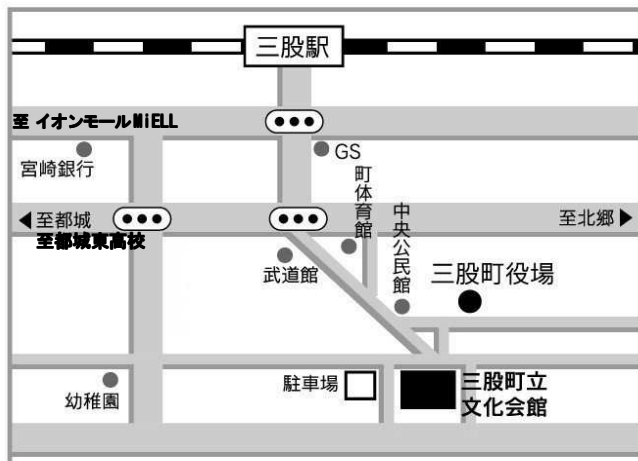 三股駅
至 イオンモールMiELL
宮崎銀行
GS
町体育館
中央公民館
至都城
至都城東高校
至北郷
武道館
三股町役場
幼稚園
駐車場
三股町立
文化会館